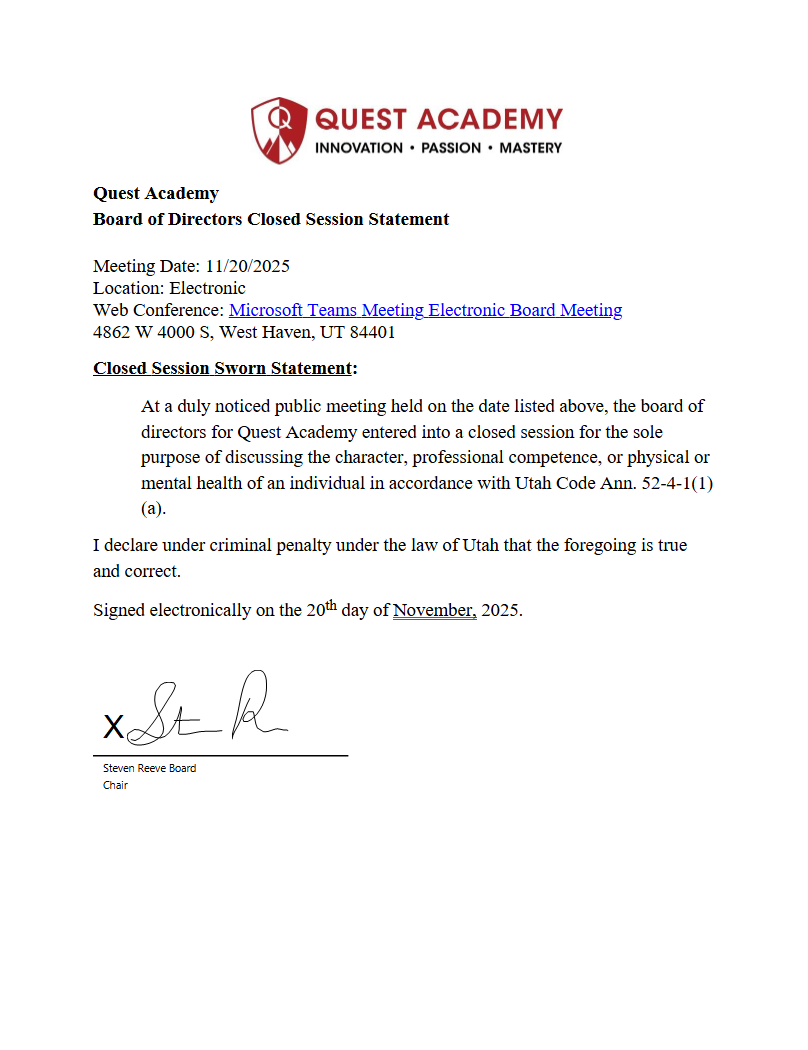 QUEST ACADEMY
INNOVATION • PASSION • MASTERY
Quest Academy
Board of Directors Closed Session Statement
Meeting Date: 11/20/2025
Location: Electronic
Web Conference: Microsoft Teams Meeting Electronic Board Meeting
4862 W 4000 S, West Haven, UT 84401
Closed Session Sworn Statement:
At a duly noticed public meeting held on the date listed above, the board of
directors for Quest Academy entered into a closed session for the sole
purpose of discussing the character, professional competence, or physical or
mental health of an individual in accordance with Utah Code Ann. 52-4-1(1)
(a).
I declare under criminal penalty under the law of Utah that the foregoing is true
and correct.
Signed electronically on the 20th day of November, 2025.
X
Steven Reeve Board
Chair